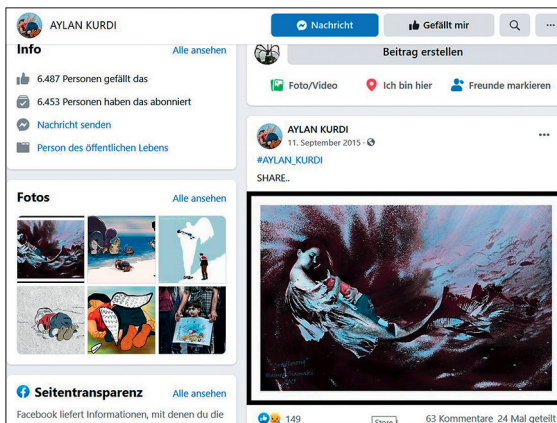 AYLAN KURDI
Nachricht
Gefällt mir
Info
Alle ansehen
6.487 Personen gefällt das
6.453 Personen haben das abonniert
Nachricht senden
Person des öffentlichen Lebens
Fotos
Alle ansehen
Seitentransparenz
Alle ansehen
Facebook liefert Informationen, mit denen du die
Beitrag erstellen
Foto/Video
Ich bin hier
Freunde markieren
AYLAN KURDI
11. September 2015
#AYLAN_KURDI
SHARE..
149
63 Kommentare 24 Mal geteilt